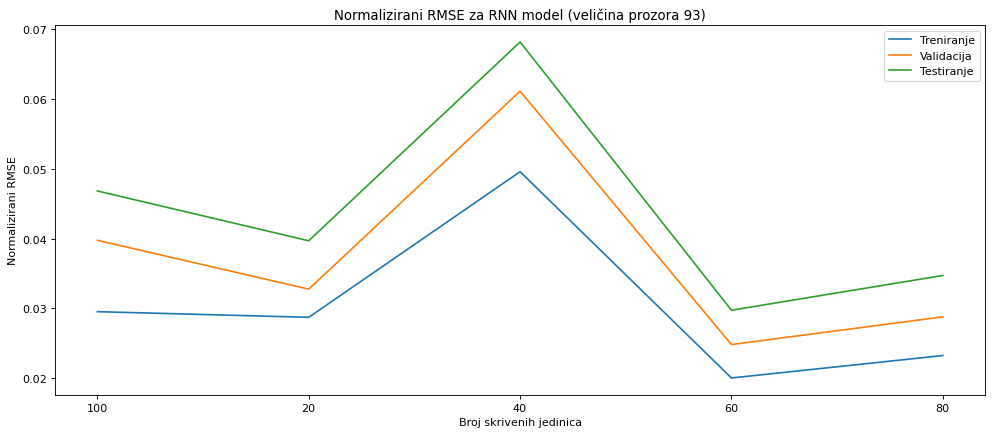 Normalizirani RMSE za RNN model (veličina prozora 93)
Treniranje
Validacija
Testiranje
Normalizirani RMSE
0.07
0.06
0.05
0.04
0.03
0.02
100 20 40 60 80
Broj skrivenih jedinica